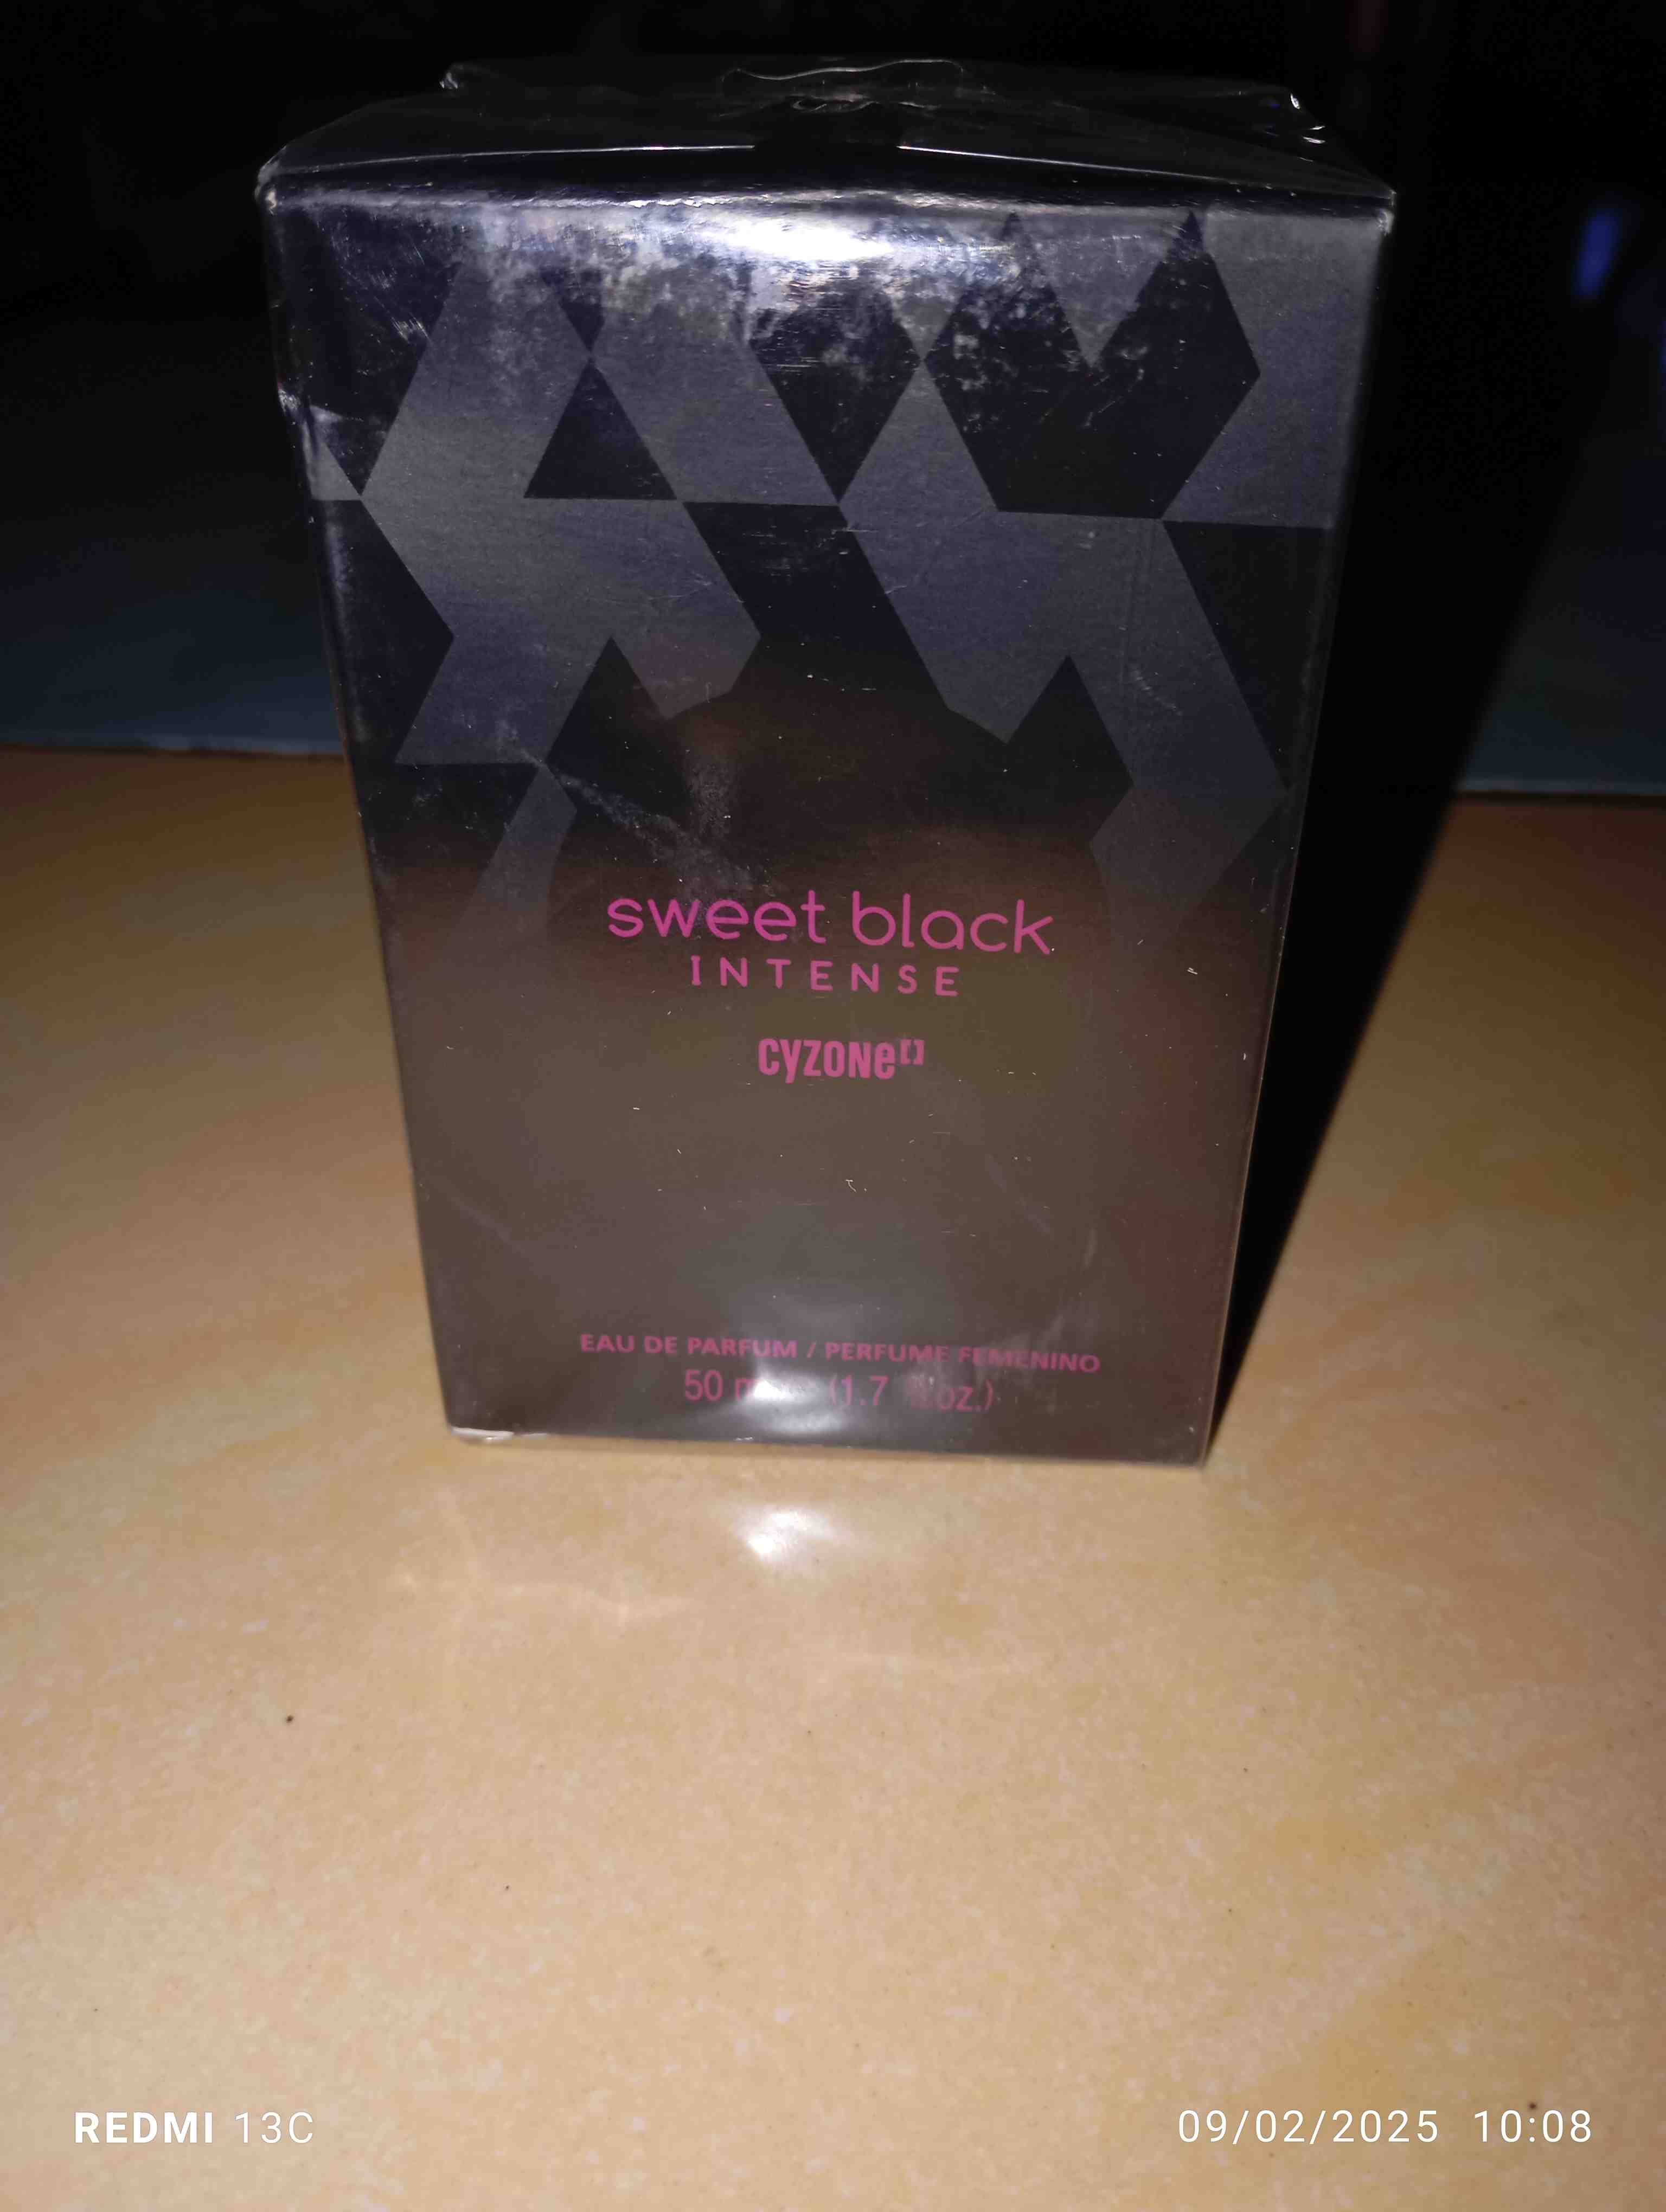 sweet black
INTENSE
cyzone[]
EAU DE PARFUM / PERFUME FEMENINO
50 (1.7 oz.)
REDMI 13C
09/02/2025 10:08